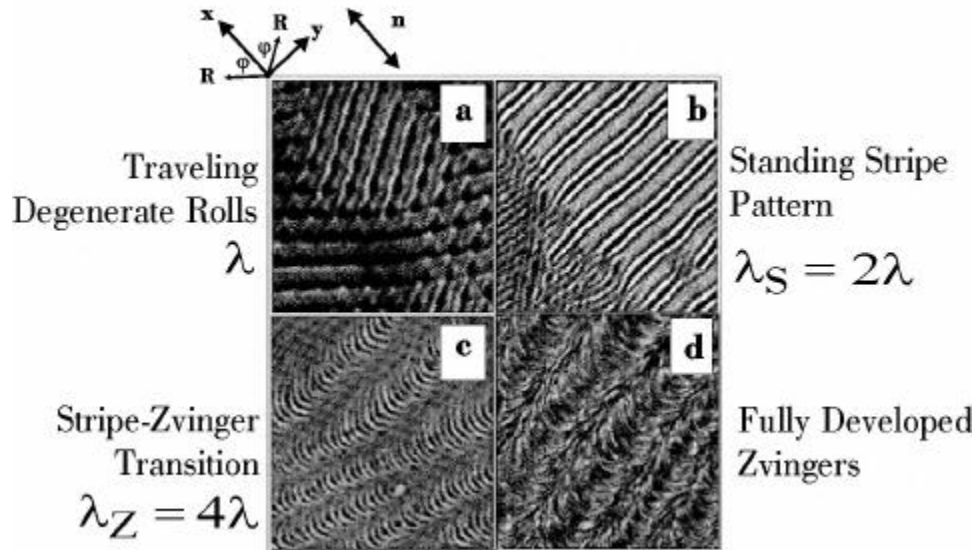 x
R
y
n
φ
φ
R
a
b
Traveling
Degenerate Rolls
λ
Standing Stripe
Pattern
λS = 2λ
c
d
Stripe-Zvinger
Transition
λZ = 4λ
Fully Developed
Zvingers